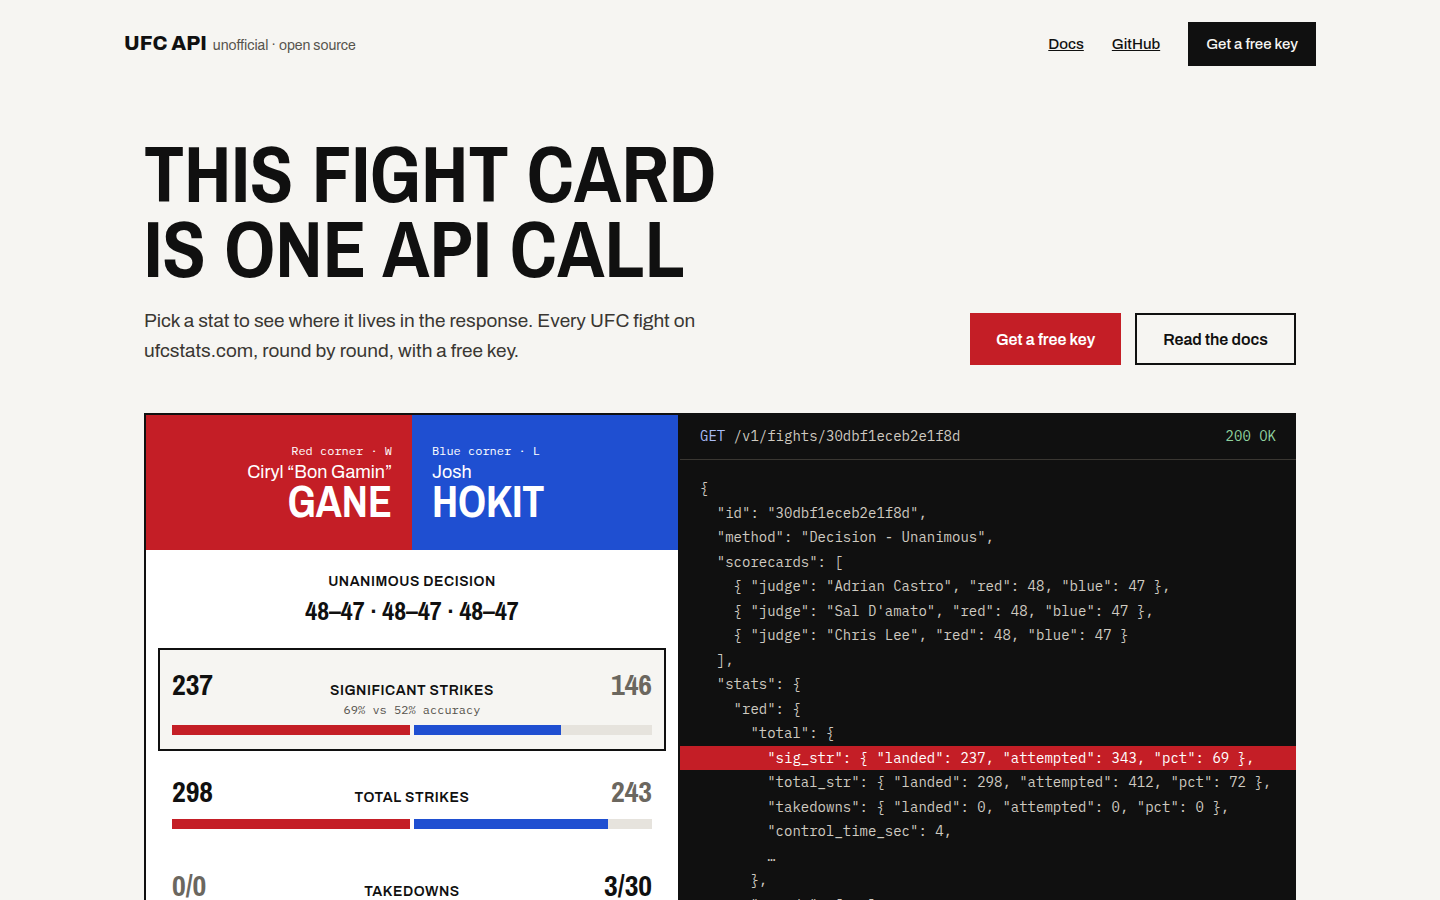 UFC API unofficial · open source
Docs
GitHub
Get a free key
THIS FIGHT CARD
IS ONE API CALL
Pick a stat to see where it lives in the response. Every UFC fight on
ufcstats.com, round by round, with a free key.
Get a free key
Read the docs
Red corner · W
Ciryl “Bon Gamin”
GANE
Blue corner · L
Josh
HOKIT
UNANIMOUS DECISION
48–47 · 48–47 · 48–47
237 SIGNIFICANT STRIKES 146
69% vs 52% accuracy
298 TOTAL STRIKES 243
0/0 TAKEDOWNS 3/30
GET /v1/fights/30dbf1eceb2e1f8d 200 OK
{
"id": "30dbf1eceb2e1f8d",
"method": "Decision - Unanimous",
"scorecards": [
{ "judge": "Adrian Castro", "red": 48, "blue": 47 },
{ "judge": "Sal D'amato", "red": 48, "blue": 47 },
{ "judge": "Chris Lee", "red": 48, "blue": 47 }
],
"stats": {
"red": {
"total": {
"sig_str": { "landed": 237, "attempted": 343, "pct": 69 },
"total_str": { "landed": 298, "attempted": 412, "pct": 72 },
"takedowns": { "landed": 0, "attempted": 0, "pct": 0 },
"control_time_sec": 4,
…
},